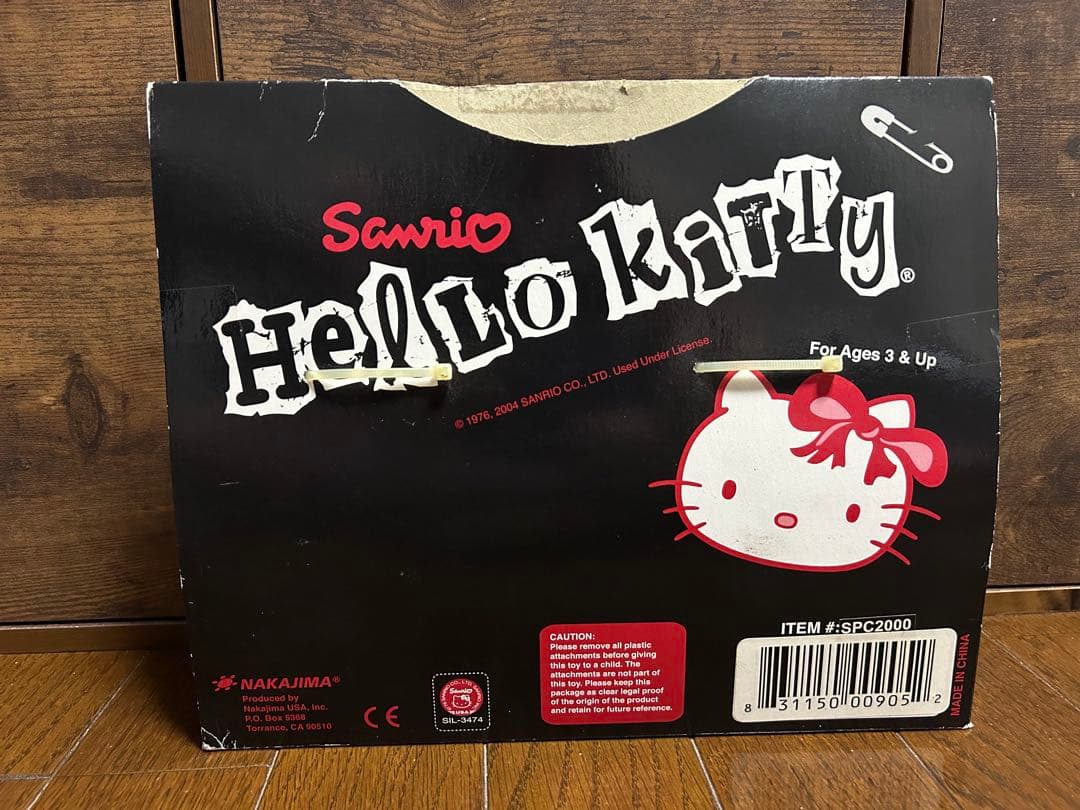 Sanrio
Hello Kitty®
© 1976, 2004 SANRIO CO., LTD. Used Under License.
For Ages 3 & Up
NAKAJIMA®
Produced by
Nakajima USA, Inc.
P.O. Box 5368
Torrance, CA 90510
CE
Sanrio
SIL-3474
CAUTION:
Please remove all plastic
attachments before giving
this toy to a child. The
attachments are not part of
this toy. Please keep this
package as clear legal proof
of the origin of the product
and retain for future reference.
ITEM #:SPC2000
8 31150 00905 2
MADE IN CHINA